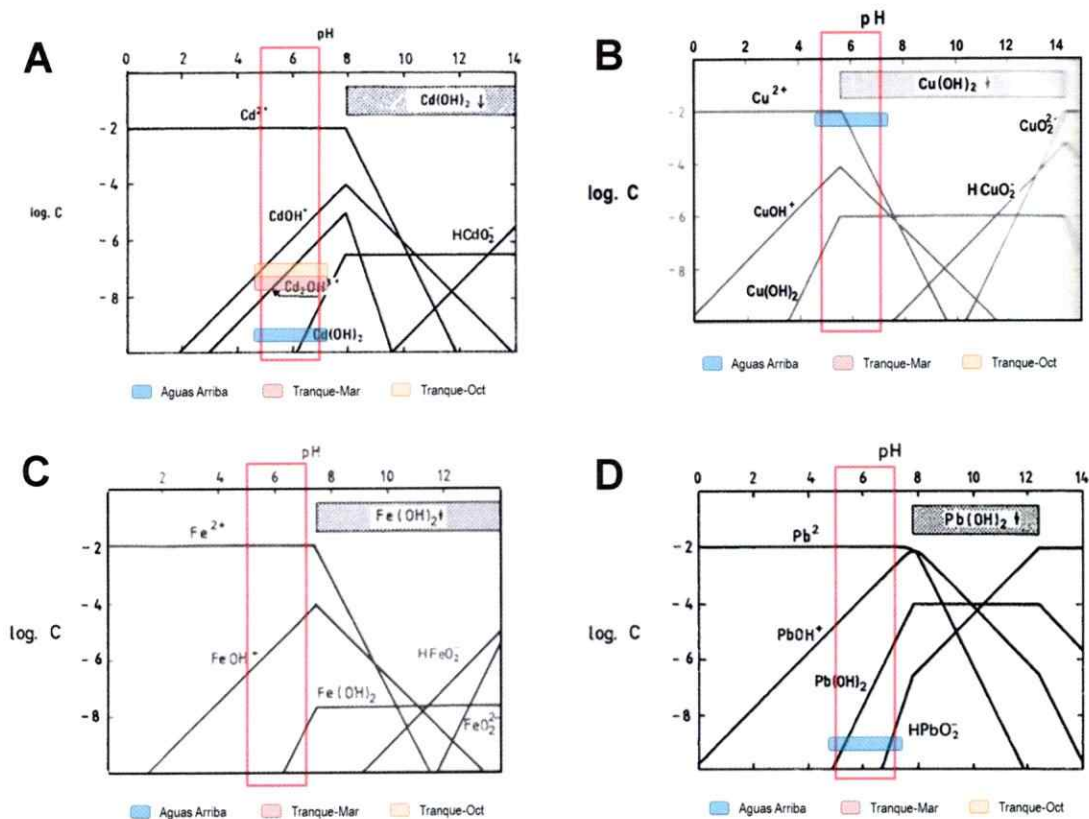 A
pH
0 2 4 6 8 10 12 14
Cd(OH)₂ ↓
Cd²⁺
-2
-4
log. C
CdOH⁺
-6
HCdO₂⁻
Cd₂OH³⁺
-8
Cd(OH)₂
Aguas Arriba Tranque-Mar Tranque-Oct
B
pH
0 2 4 6 8 10 12 14
Cu(OH)₂ ↓
Cu²⁺
-2
CuO₂²⁻
-4
log. C
HCuO₂⁻
CuOH⁺
-6
Cu(OH)₂
-8
Aguas Arriba Tranque-Mar Tranque-Oct
C
pH
0 2 4 6 8 10 12
Fe(OH)₂ ↓
Fe²⁺
-2
-4
log. C
FeOH⁺
HFeO₂⁻
-6
Fe(OH)₂
FeO₂²⁻
-8
Aguas Arriba Tranque-Mar Tranque-Oct
D
pH
0 2 4 6 8 10 12 14
Pb(OH)₂ ↓
Pb²
-2
-4
log. C
PbOH⁺
-6
Pb(OH)₂
HPbO₂⁻
-8
Aguas Arriba Tranque-Mar Tranque-Oct